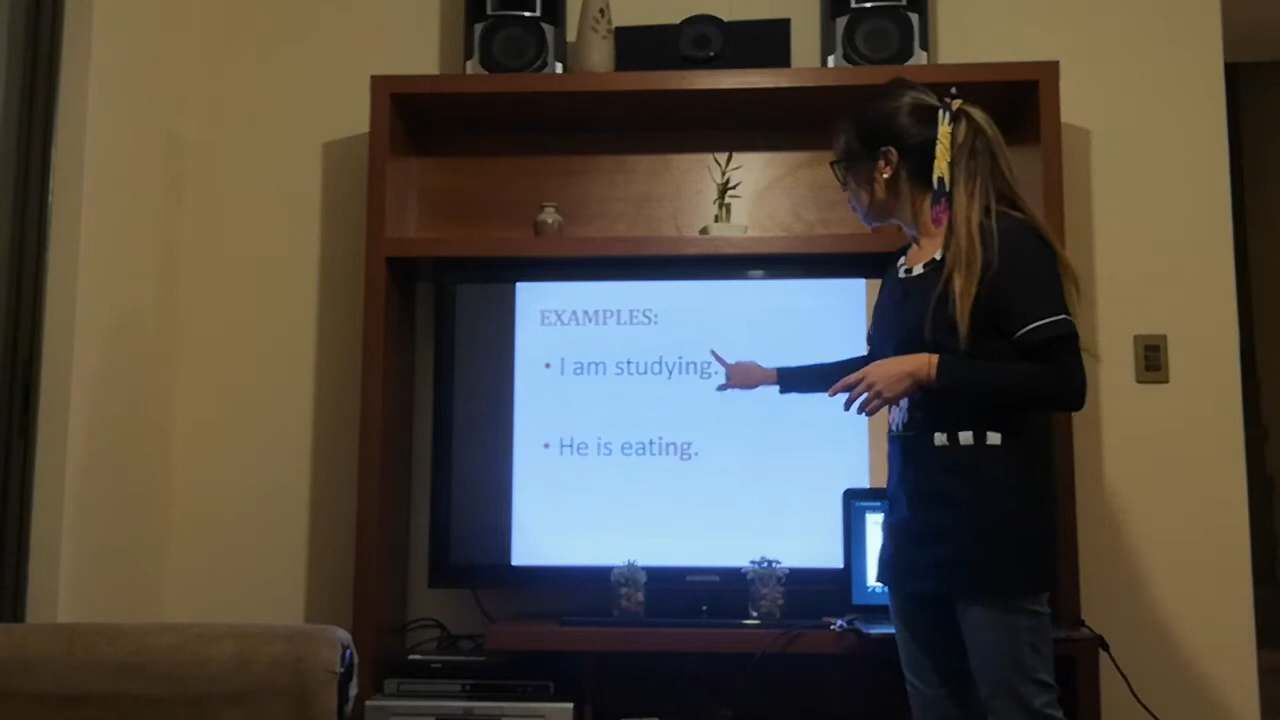 EXAMPLES:
• I am studying.
• He is eating.